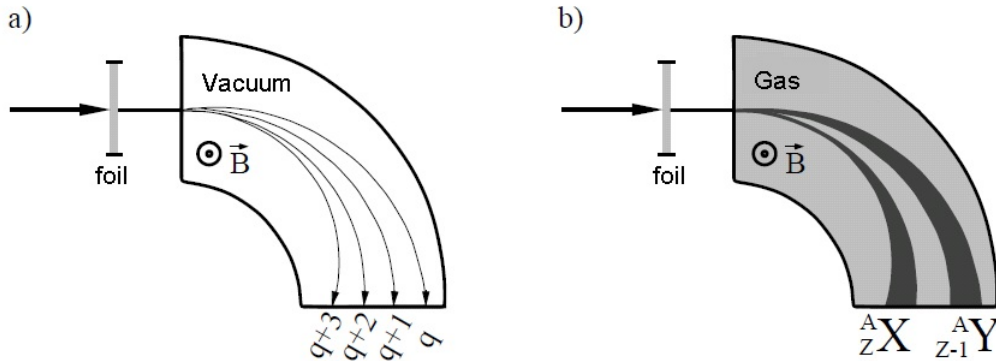 a)
Vacuum
B
foil
q+3 q+2 q+1 q
b)
Gas
B
foil
A
Z X A
Z-1 Y